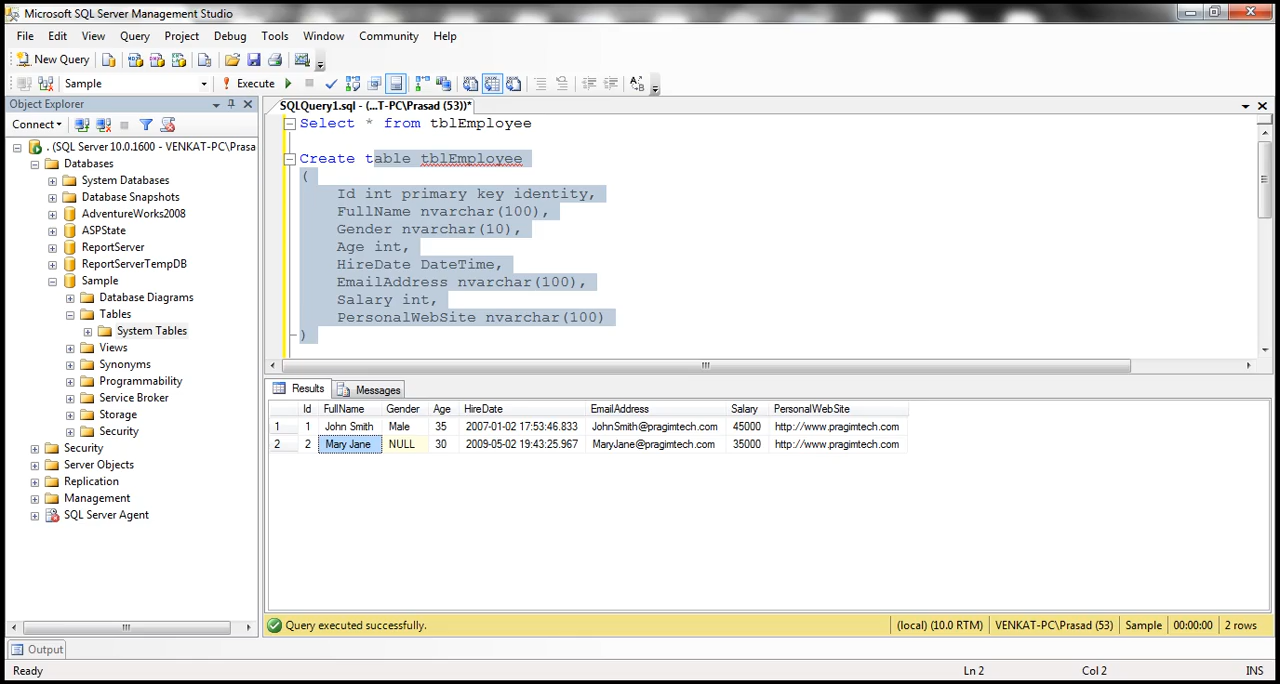 Microsoft SQL Server Management Studio
File Edit View Query Project Debug Tools Window Community Help
New Query
Sample Execute
Object Explorer
SQLQuery1.sql - (...T-PC\Prasad (53))*
Connect
. (SQL Server 10.0.1600 - VENKAT-PC\Prasa
Databases
System Databases
Database Snapshots
AdventureWorks2008
ASPState
ReportServer
ReportServerTempDB
Sample
Database Diagrams
Tables
System Tables
Views
Synonyms
Programmability
Service Broker
Storage
Security
Security
Server Objects
Replication
Management
SQL Server Agent
Select * from tblEmployee
Create table tblEmployee
(
Id int primary key identity,
FullName nvarchar(100),
Gender nvarchar(10),
Age int,
HireDate DateTime,
EmailAddress nvarchar(100),
Salary int,
PersonalWebSite nvarchar(100)
)
Results Messages
Id FullName Gender Age HireDate EmailAddress Salary PersonalWebSite
1 1 John Smith Male 35 2007-01-02 17:53:46.833 JohnSmith@pragimtech.com 45000 http://www.pragimtech.com
2 2 Mary Jane NULL 30 2009-05-02 19:43:25.967 MaryJane@pragimtech.com 35000 http://www.pragimtech.com
Query executed successfully. (local) (10.0 RTM) VENKAT-PC\Prasad (53) Sample 00:00:00 2 rows
Output
Ready Ln 2 Col 2 INS